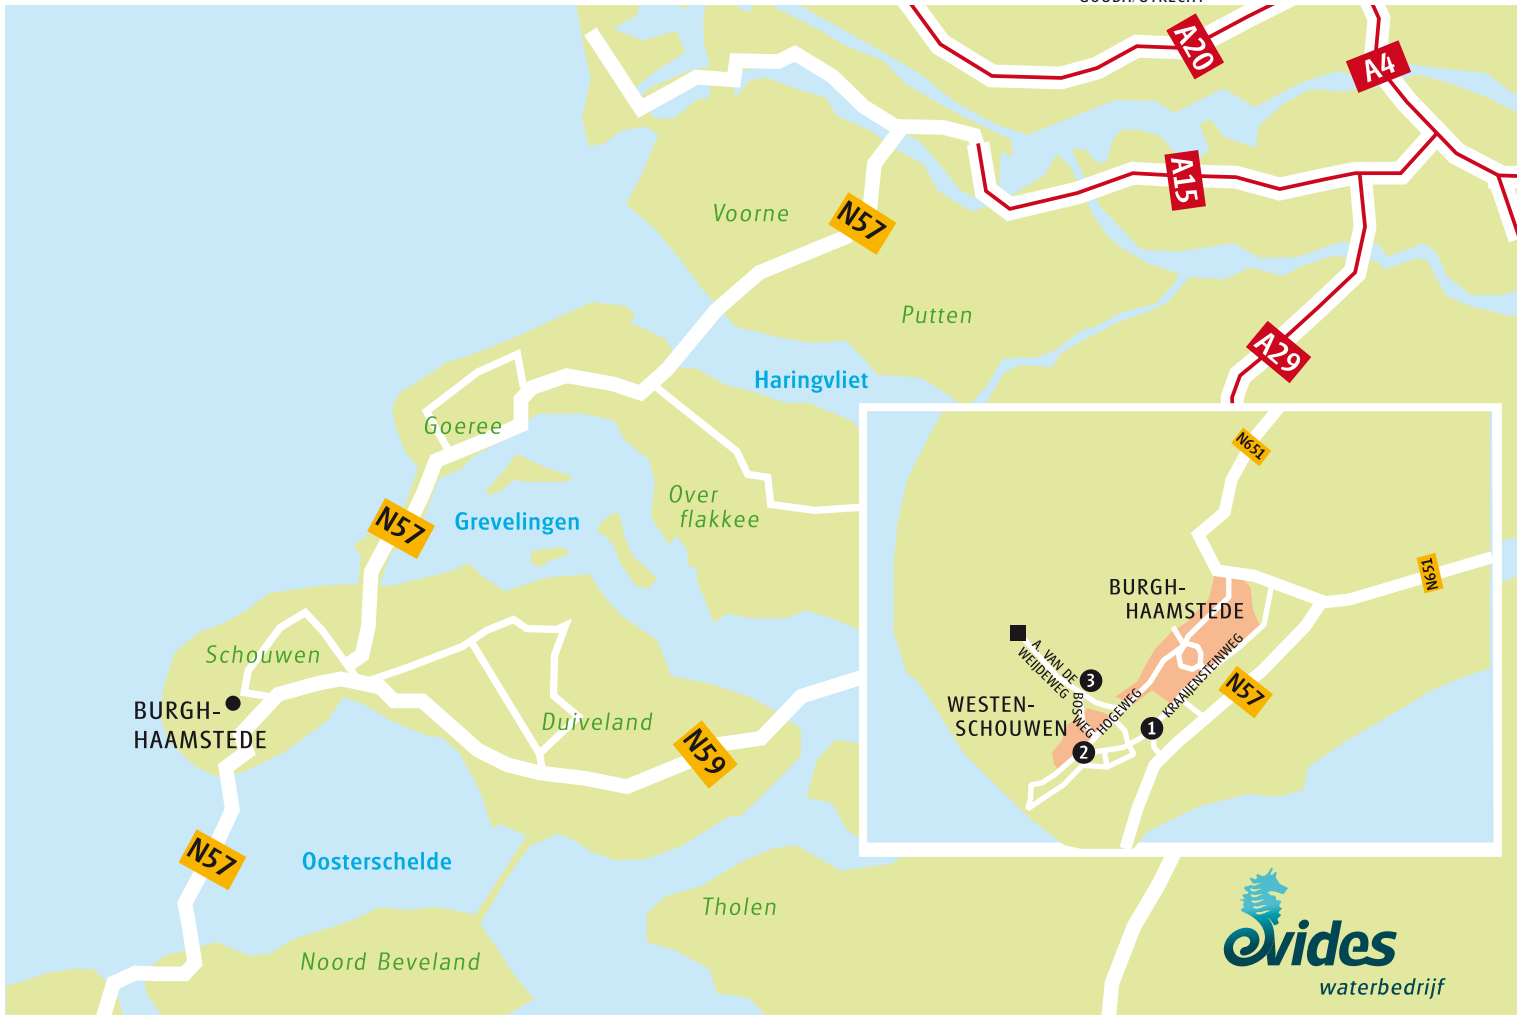 GOUDA/UTRECHT
A20
A4
A15
Voorne
N57
Putten
A29
Haringvliet
Goeree
N651
Over
flakkee
N57
Grevelingen
N651
BURGH-
HAAMSTEDE
Schouwen
A. VAN DE
WEIJDEWEG
3
KRAAIJENSTEINWEG
N57
BOSWEG
HOGEWEG
WESTEN-
SCHOUWEN
1
2
BURGH-
HAAMSTEDE
Duiveland
N59
N57
Oosterschelde
Tholen
Noord Beveland
evides
waterbedrijf